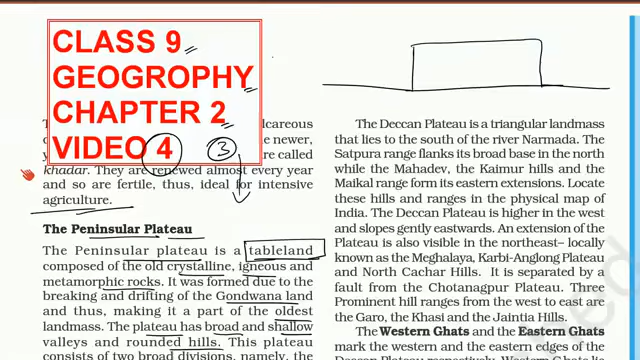 CLASS 9
GEOGRAPHY
CHAPTER 2
VIDEO 4
3
calcareous
newer,
are called
khadar. They are renewed almost every year
and so are fertile, thus, ideal for intensive
agriculture.
The Peninsular Plateau
The Peninsular plateau is a tableland
composed of the old crystalline, igneous and
metamorphic rocks. It was formed due to the
breaking and drifting of the Gondwana land
and thus, making it a part of the oldest
landmass. The plateau has broad and shallow
valleys and rounded hills. This plateau
consists of two broad divisions, namely, the
The Deccan Plateau is a triangular landmass
that lies to the south of the river Narmada. The
Satpura range flanks its broad base in the north
while the Mahadev, the Kaimur hills and the
Maikal range form its eastern extensions. Locate
these hills and ranges in the physical map of
India. The Deccan Plateau is higher in the west
and slopes gently eastwards. An extension of the
Plateau is also visible in the northeast– locally
known as the Meghalaya, Karbi-Anglong Plateau
and North Cachar Hills. It is separated by a
fault from the Chotanagpur Plateau. Three
Prominent hill ranges from the west to east are
the Garo, the Khasi and the Jaintia Hills.
The Western Ghats and the Eastern Ghats
mark the western and the eastern edges of the
Deccan Plateau respectively. Western Ghats lie